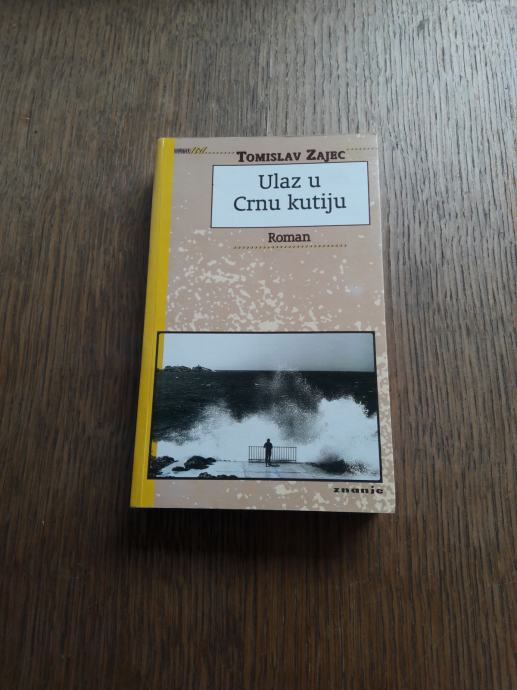 TOMISLAV ZAJEC
Ulaz u
Crnu kutiju
Roman
znanje